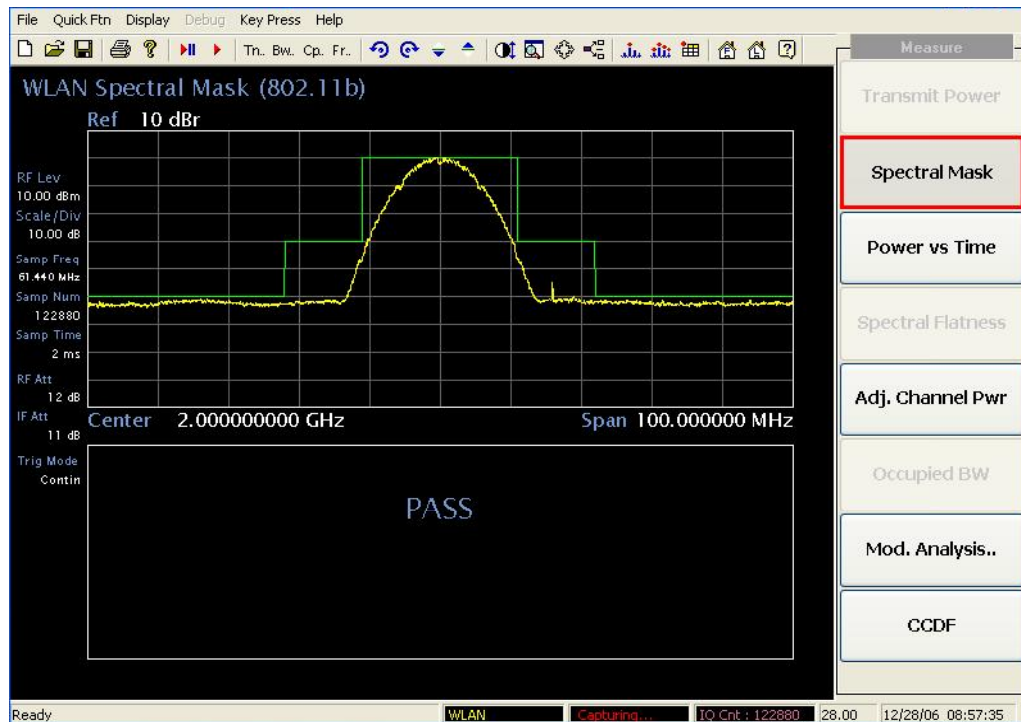 File Quick Ftn Display Debug Key Press Help
Tn.. Bw.. Cp.. Fr..
WLAN Spectral Mask (802.11b)
Ref 10 dBr
RF Lev
10.00 dBm
Scale/Div
10.00 dB
Samp Freq
61.440 MHz
Samp Num
122880
Samp Time
2 ms
RF Att
12 dB
IF Att
11 dB
Trig Mode
Contin
Center 2.000000000 GHz
Span 100.000000 MHz
PASS
Measure
Transmit Power
Spectral Mask
Power vs Time
Spectral Flatness
Adj. Channel Pwr
Occupied BW
Mod. Analysis..
CCDF
Ready
WLAN
Capturing...
IQ Cnt : 122880
28.00
12/28/06 08:57:35